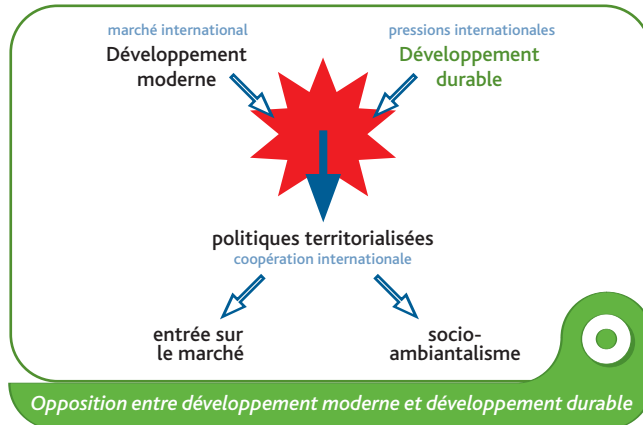 marché international
Développement
moderne
pressions internationales
Développement
durable
politiques territorialisées
coopération internationale
entrée sur
le marché
socio-
ambiantalisme
Opposition entre développement moderne et développement durable